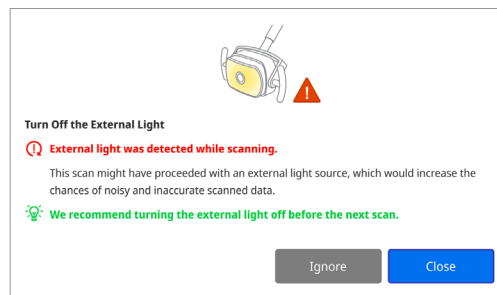 Turn Off the External Light
External light was detected while scanning.
This scan might have proceeded with an external light source, which would increase the
chances of noisy and inaccurate scanned data.
We recommend turning the external light off before the next scan.
Ignore
Close